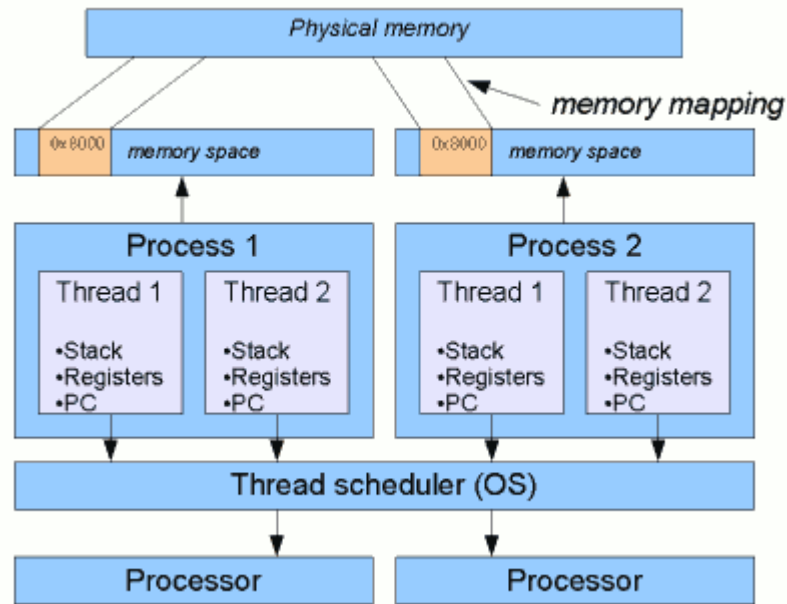 Physical memory
memory mapping
0x8000 memory space
0x8000 memory space
Process 1
Process 2
Thread 1
Thread 2
Thread 1
Thread 2
•Stack
•Registers
•PC
•Stack
•Registers
•PC
•Stack
•Registers
•PC
•Stack
•Registers
•PC
Thread scheduler (OS)
Processor
Processor